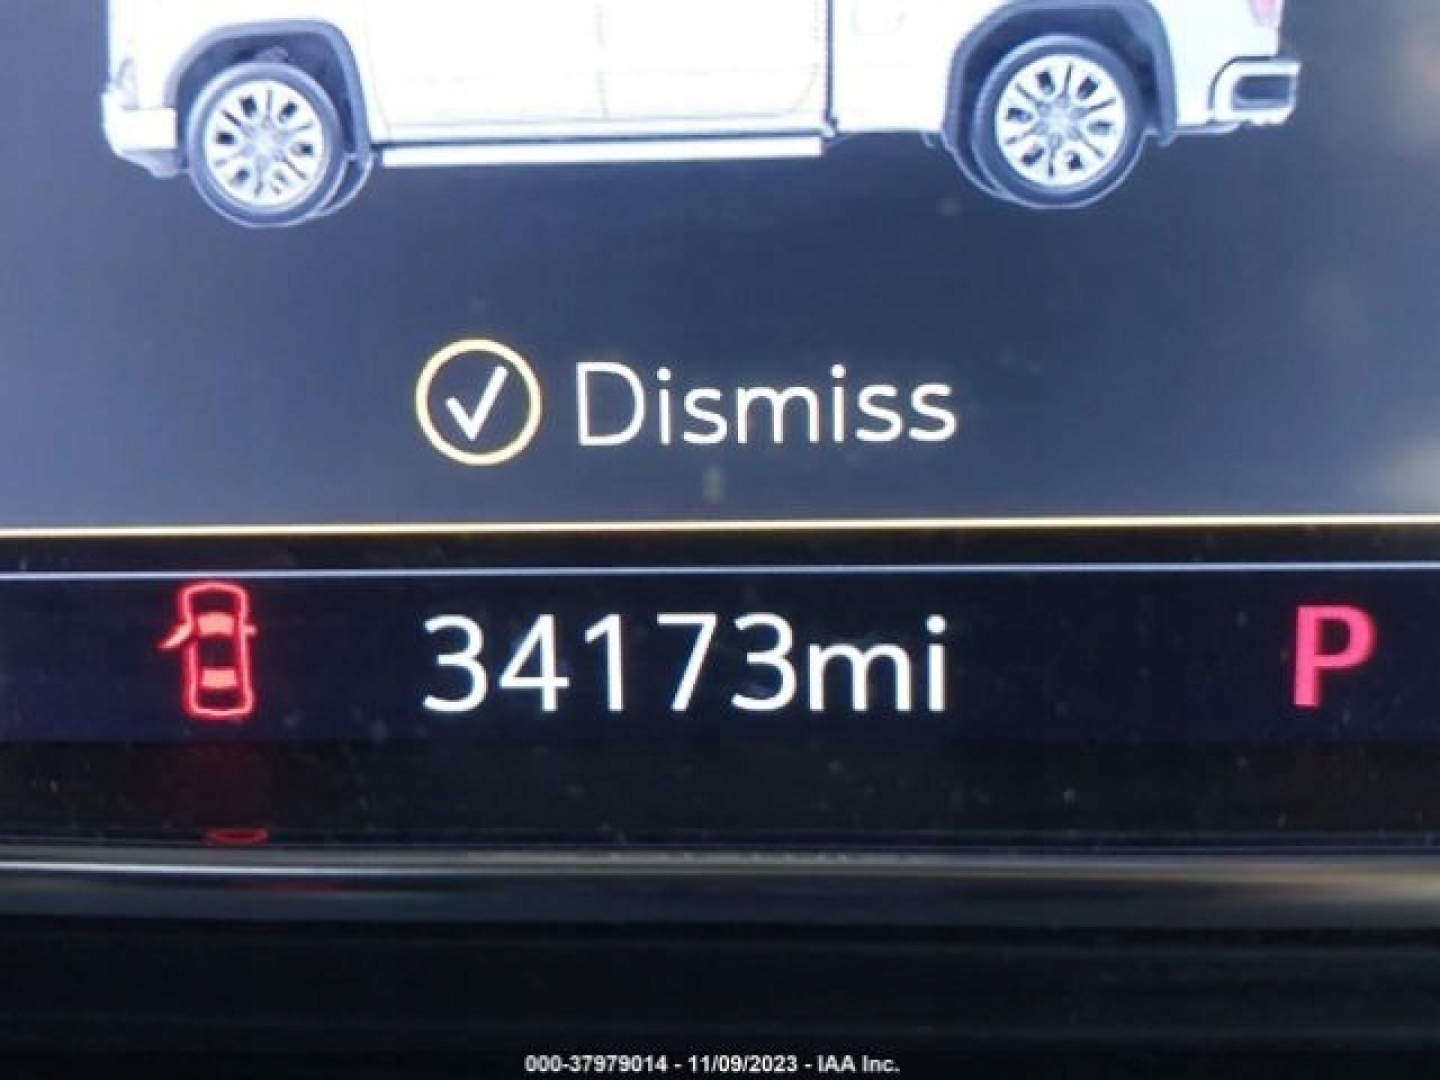 Dismiss
34173mi P
000-37979014 - 11/09/2023 - IAA Inc.